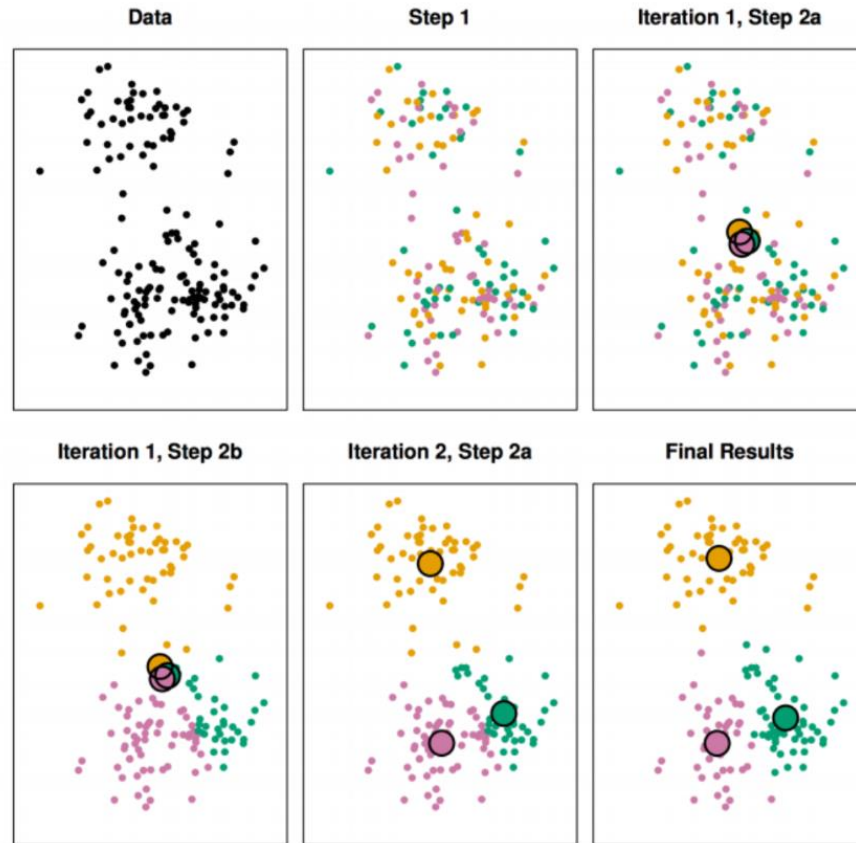 Data
Step 1
Iteration 1, Step 2a
Iteration 1, Step 2b
Iteration 2, Step 2a
Final Results